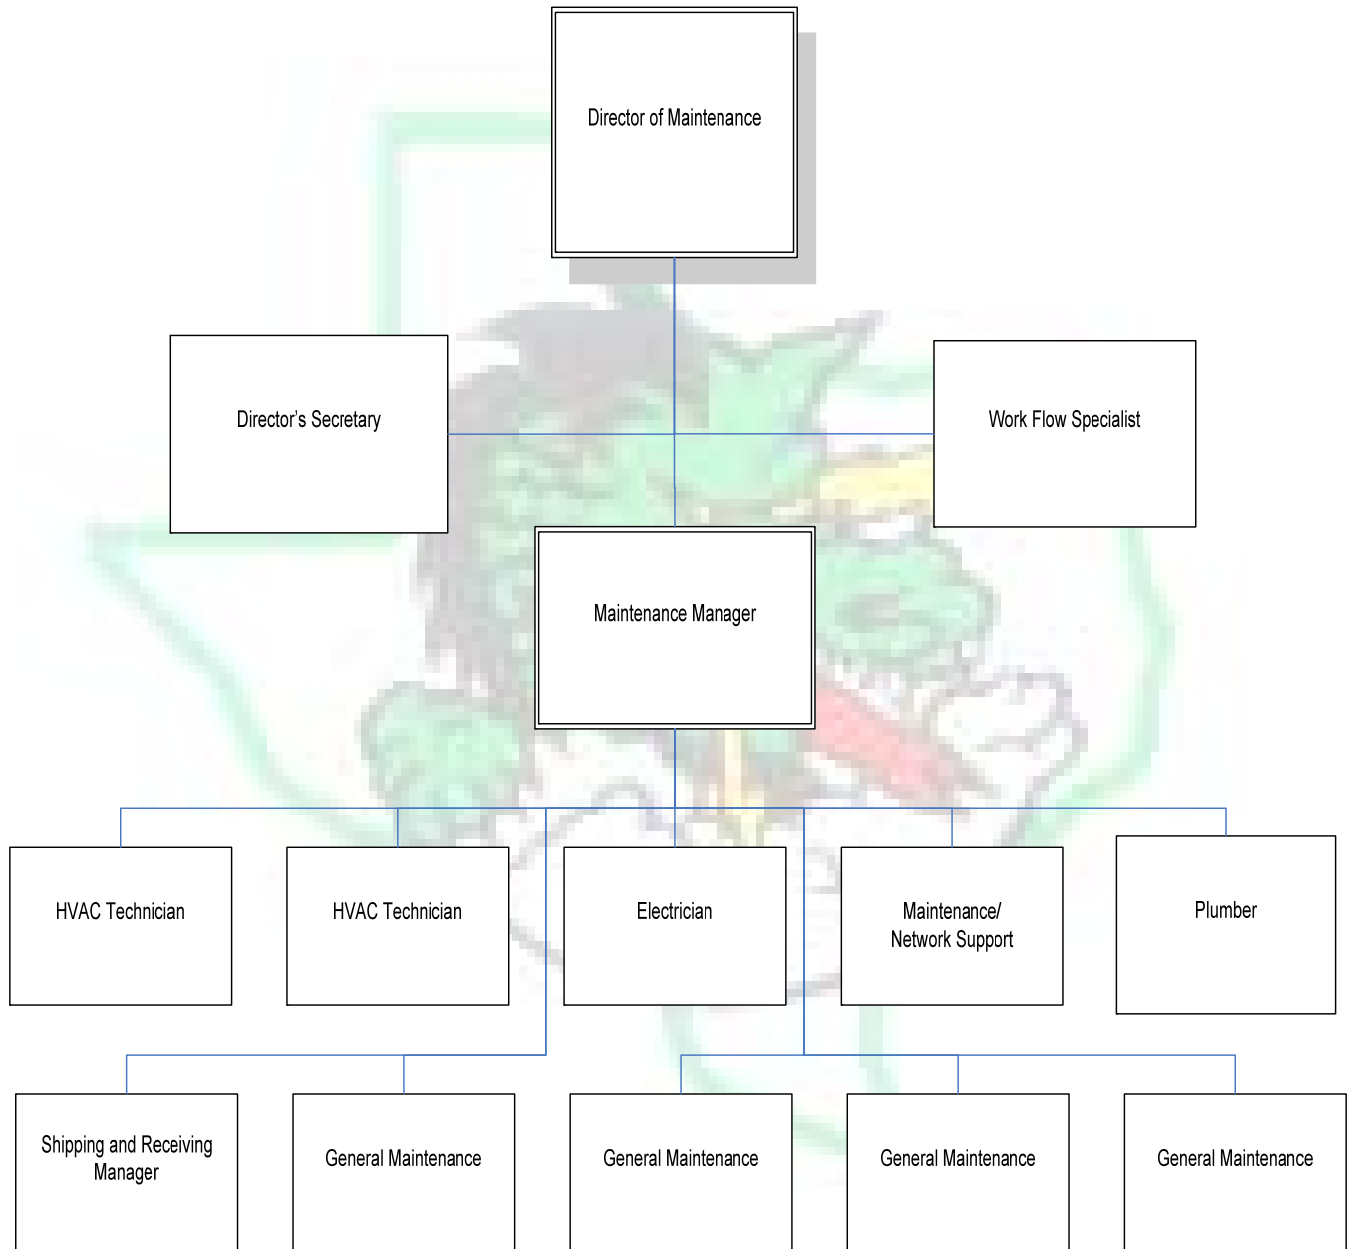 Director of Maintenance
Director’s Secretary
Work Flow Specialist
Maintenance Manager
HVAC Technician
HVAC Technician
Electrician
Maintenance/
Network Support
Plumber
Shipping and Receiving
Manager
General Maintenance
General Maintenance
General Maintenance
General Maintenance